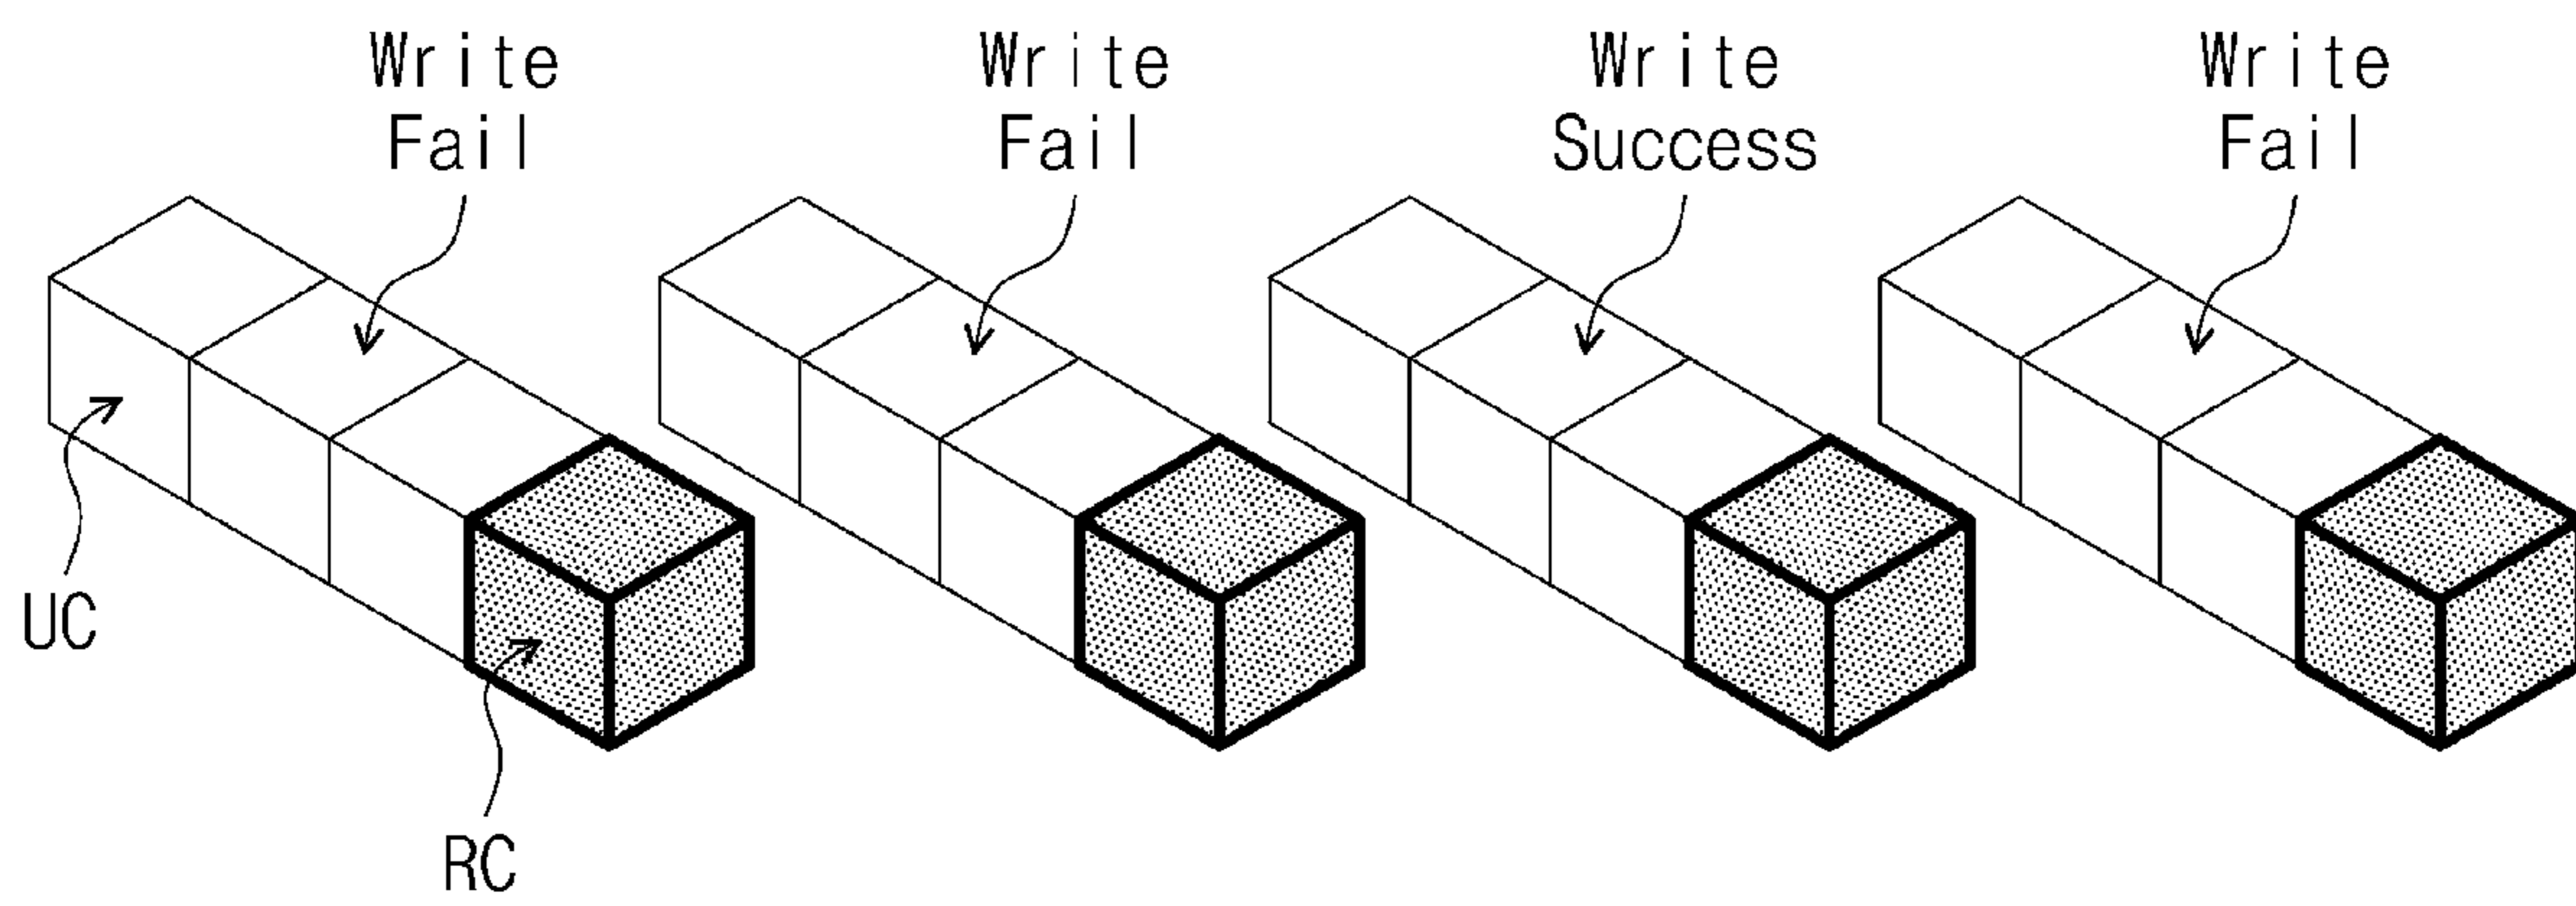 Write
Fail
Write
Fail
Write
Success
Write
Fail
UC
RC